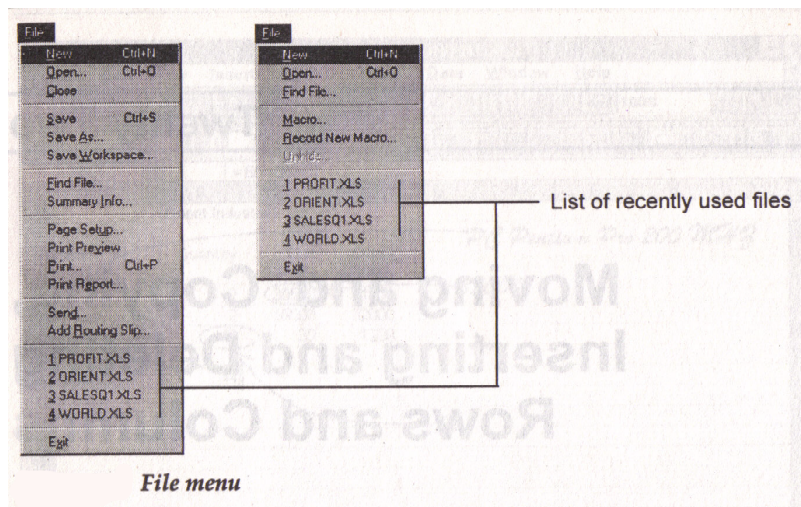 File
New Ctrl+N
Open... Ctrl+O
Close
Save Ctrl+S
Save As...
Save Workspace...
Find File...
Summary Info...
Page Setup...
Print Preview
Print... Ctrl+P
Print Report...
Send...
Add Routing Slip...
1 PROFIT.XLS
2 ORIENT.XLS
3 SALESQ1.XLS
4 WORLD.XLS
Exit
File
New Ctrl+N
Open... Ctrl+O
Find File...
Macro...
Record New Macro...
Unhide...
1 PROFIT.XLS
2 ORIENT.XLS
3 SALESQ1.XLS
4 WORLD.XLS
Exit
List of recently used files
Moving and Copying,
Inserting and Deleting
Rows and Columns
File menu